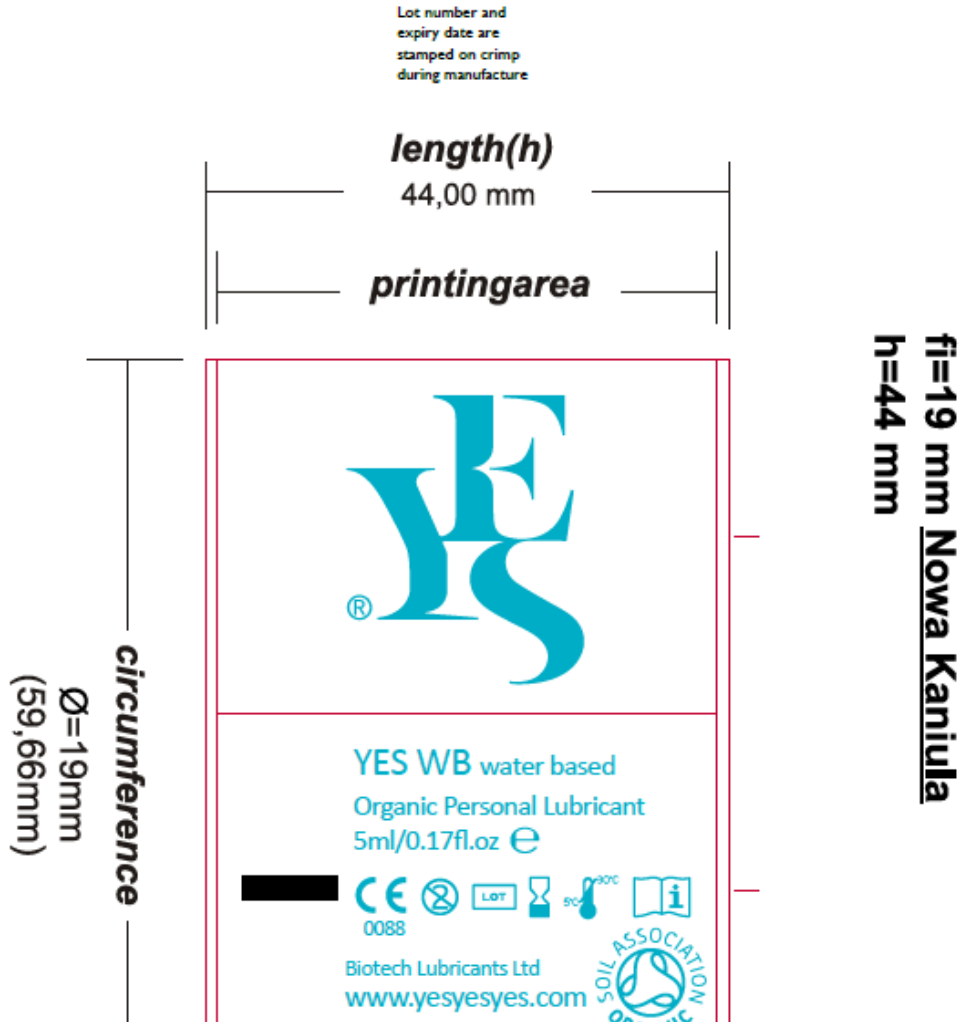 Lot number and
expiry date are
stamped on crimp
during manufacture
length(h)
44,00 mm
printingarea
fi=19 mm Nowa Kaniula
h=44 mm
YES
®
circumference
Ø=19mm
(59,66mm)
YES WB water based
Organic Personal Lubricant
5ml/0.17fl.oz ℮
CE
0088
2
LOT
5°C
30°C
i
Biotech Lubricants Ltd
www.yesyesyes.com
SOIL ASSOCIATION